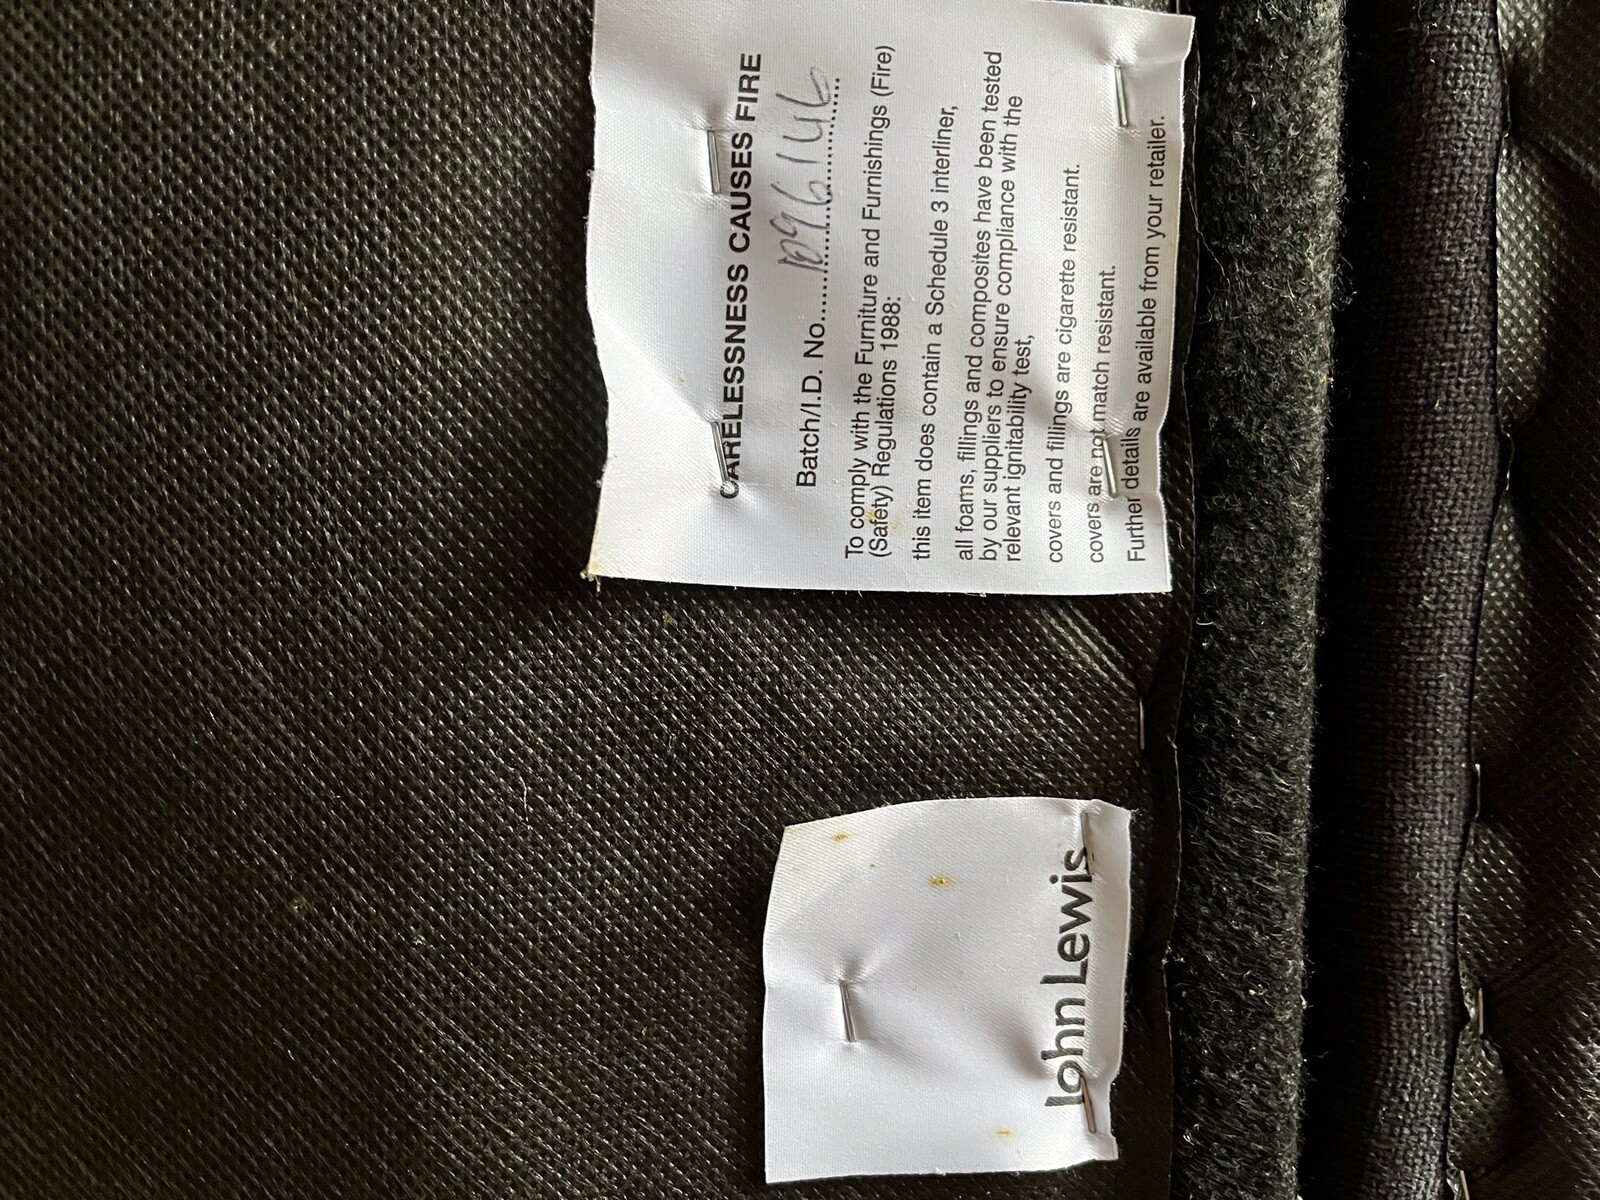 CARELESSNESS CAUSES FIRE
Batch/I.D. No..........1096146
To comply with the Furniture and Furnishings (Fire)
(Safety) Regulations 1988:
this item does contain a Schedule 3 interliner,
all foams, fillings and composites have been tested
by our suppliers to ensure compliance with the
relevant ignitability test,
covers and fillings are cigarette resistant.
covers are not match resistant.
Further details are available from your retailer.
John Lewis